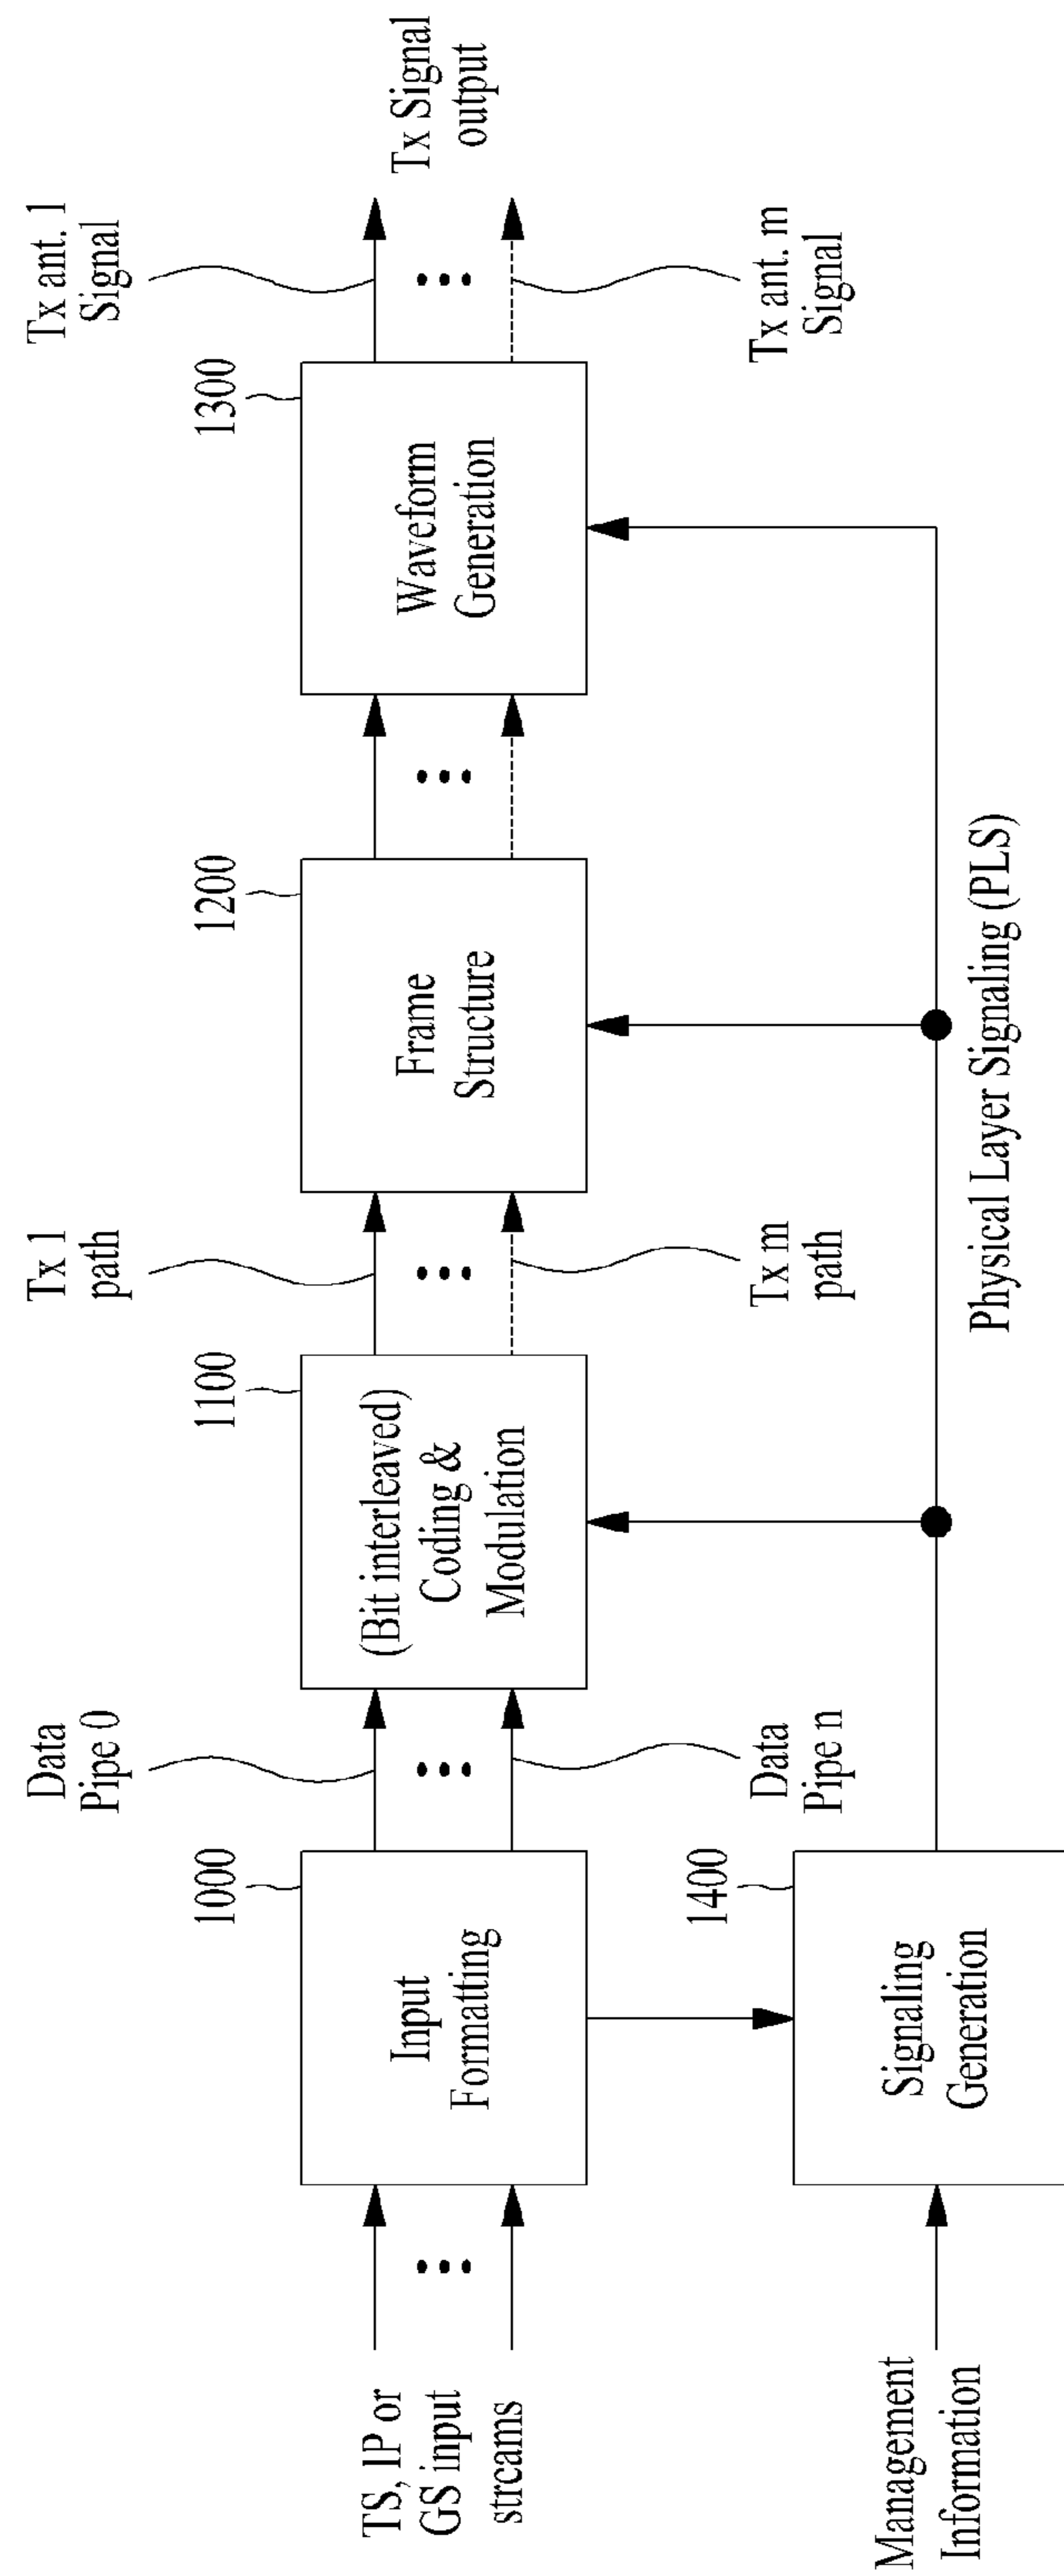 TS, IP or
GS input
strcams
Management
Information
1000
Input
Formatting
1400
Signaling
Generation
Data
Pipe 0
Data
Pipe n
1100
(Bit interleaved)
Coding &
Modulation
Tx 1
path
Tx m
path
1200
Frame
Structure
Physical Layer Signaling (PLS)
1300
Waveform
Generation
Tx ant. 1
Signal
Tx ant. m
Signal
Tx Signal
output